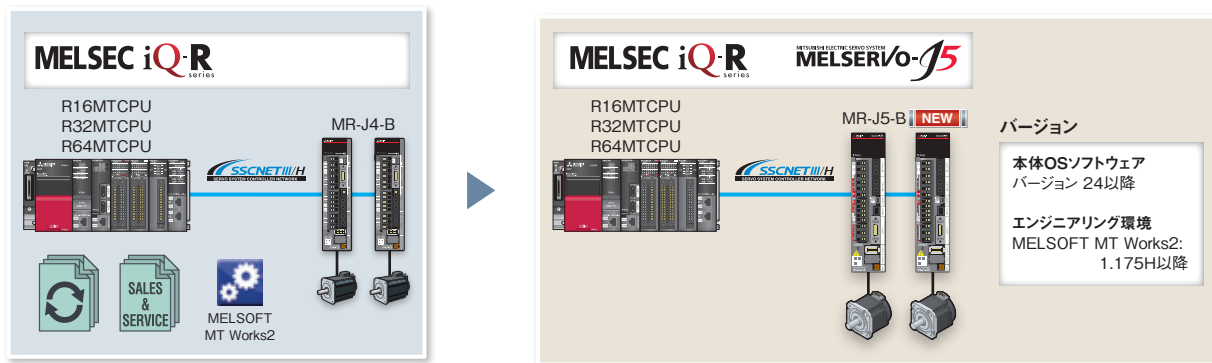 MELSEC iQ-R
series
R16MTCPU
R32MTCPU
R64MTCPU
MR-J4-B
SSCNETIII/H
SERVO SYSTEM CONTROLLER NETWORK
SALES
&
SERVICE
MELSOFT
MT Works2
MELSEC iQ-R
series
MITSUBISHI ELECTRIC SERVO SYSTEM
MELSERVO-J5
R16MTCPU
R32MTCPU
R64MTCPU
MR-J5-B NEW
SSCNETIII/H
SERVO SYSTEM CONTROLLER NETWORK
バージョン
本体OSソフトウェア
バージョン 24以降
エンジニアリング環境
MELSOFT MT Works2:
1.175H以降